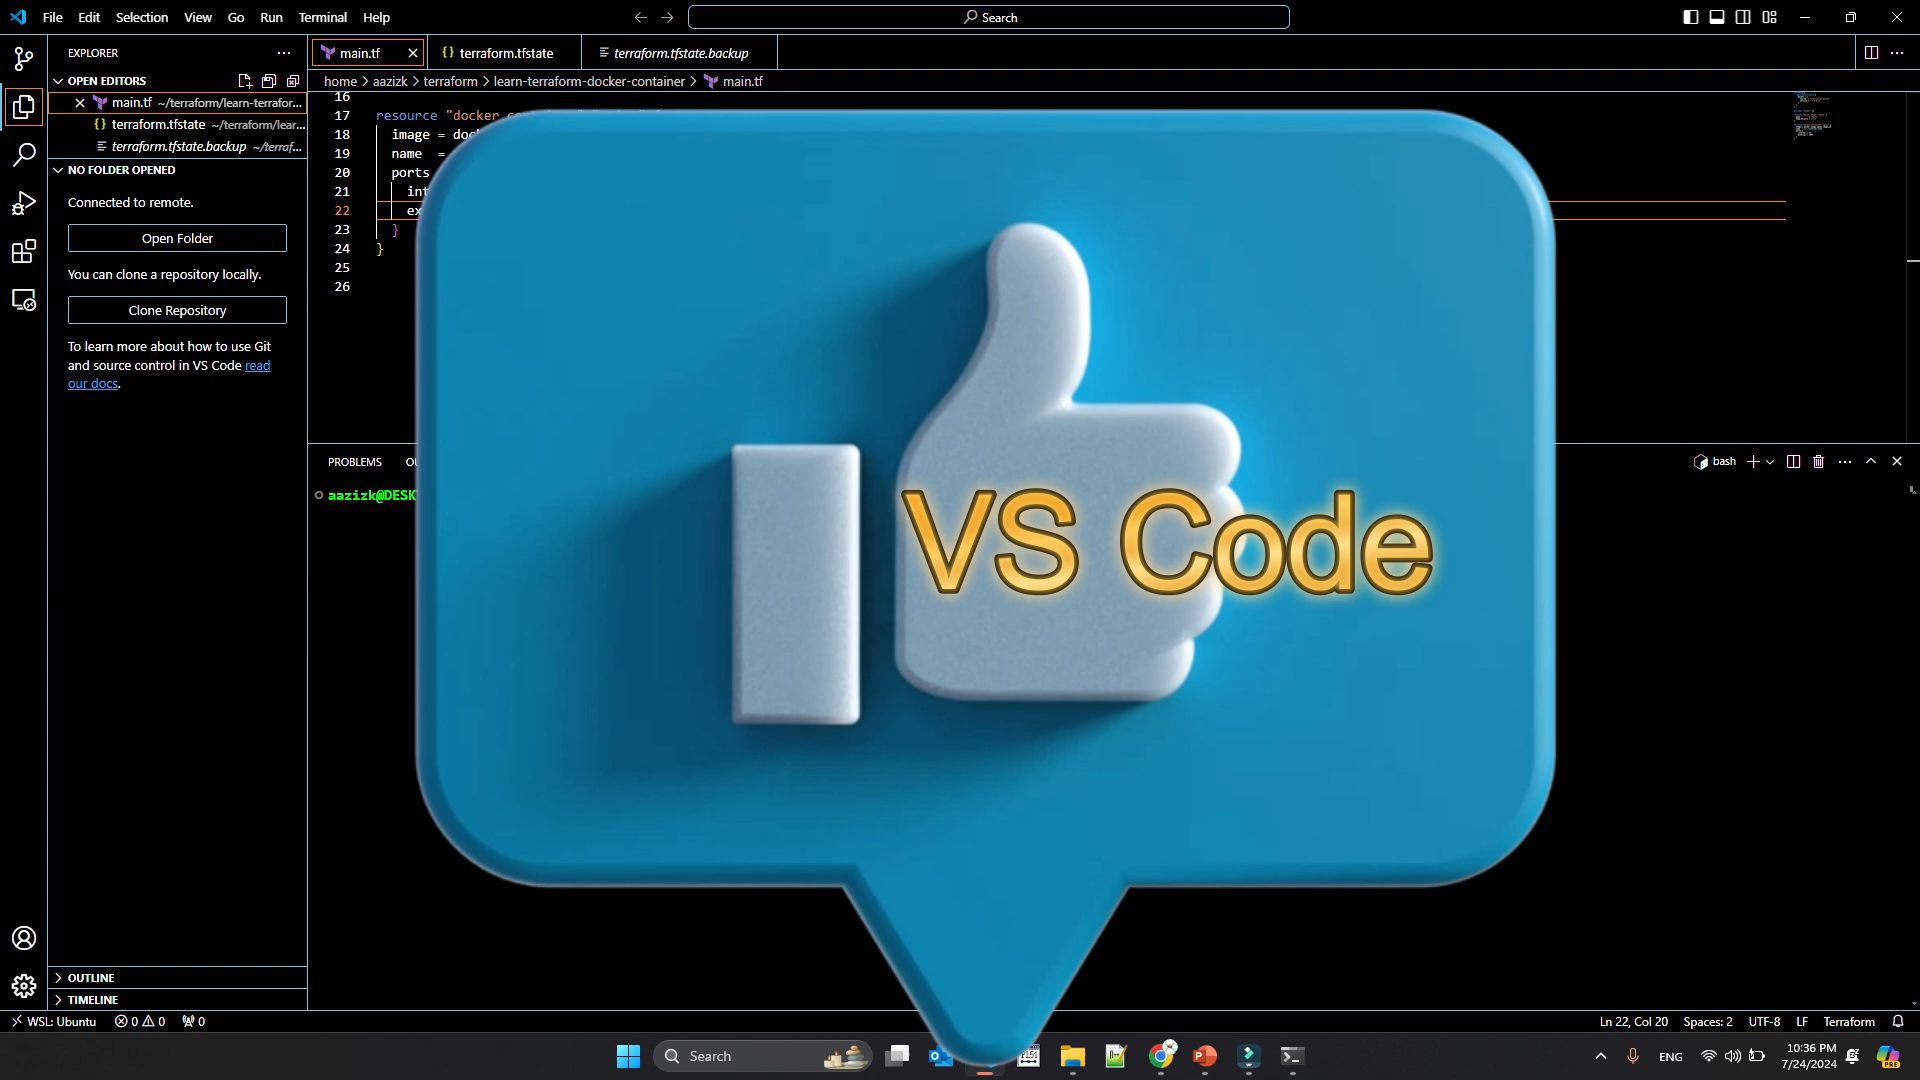 File Edit Selection View Go Run Terminal Help
Search
EXPLORER
main.tf
terraform.tfstate
terraform.tfstate.backup
OPEN EDITORS
home > aazizk > terraform > learn-terraform-docker-container > main.tf
main.tf ~/terraform/learn-terrafor...
terraform.tfstate ~/terraform/lear...
terraform.tfstate.backup ~/terraf...
NO FOLDER OPENED
Connected to remote.
Open Folder
You can clone a repository locally.
Clone Repository
To learn more about how to use Git
and source control in VS Code read
our docs.
16
17 resource "docker
18 image =
19 name =
20 ports
21
22
23 }
24 }
25
26
PROBLEMS
bash
aazizk@DESK
VS Code
OUTLINE
TIMELINE
WSL: Ubuntu 0 0 0
Ln 22, Col 20 Spaces: 2 UTF-8 LF Terraform
Search
ENG
10:36 PM
7/24/2024
PRE